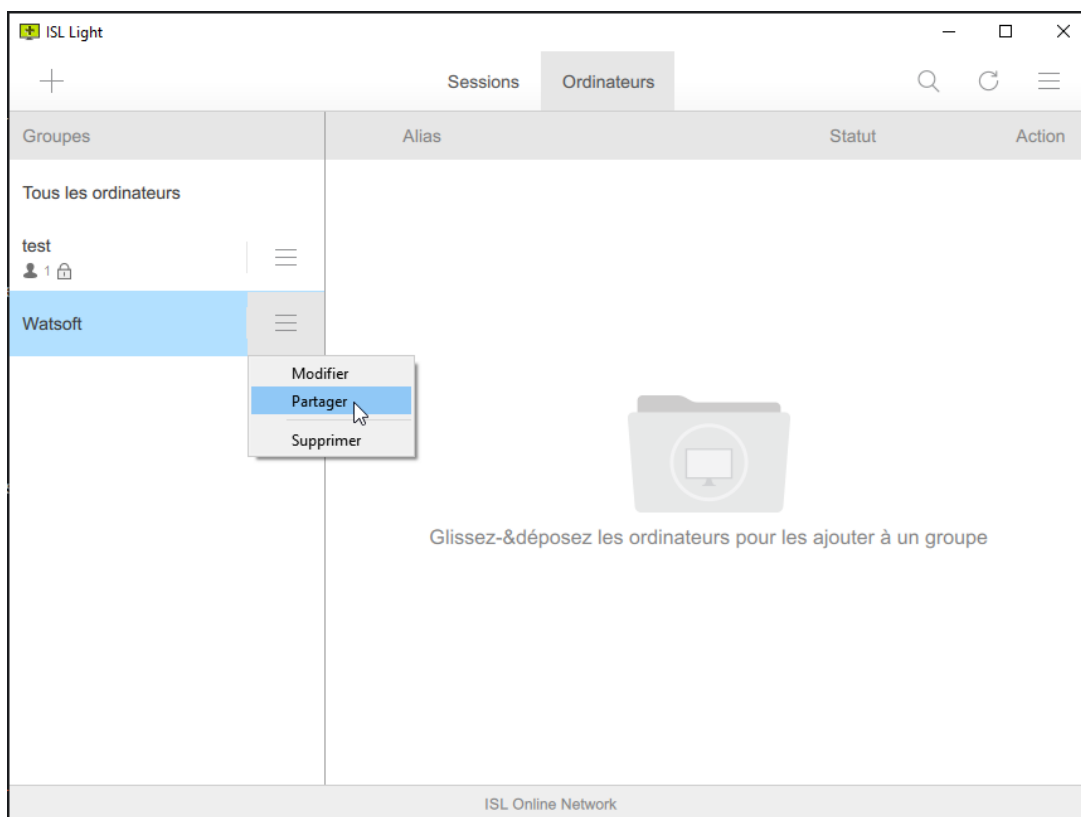 ISL Light
Sessions
Ordinateurs
Groupes
Alias
Statut
Action
Tous les ordinateurs
test
1
Watsoft
Modifier
Partager
Supprimer
Glissez-&déposez les ordinateurs pour les ajouter à un groupe
ISL Online Network